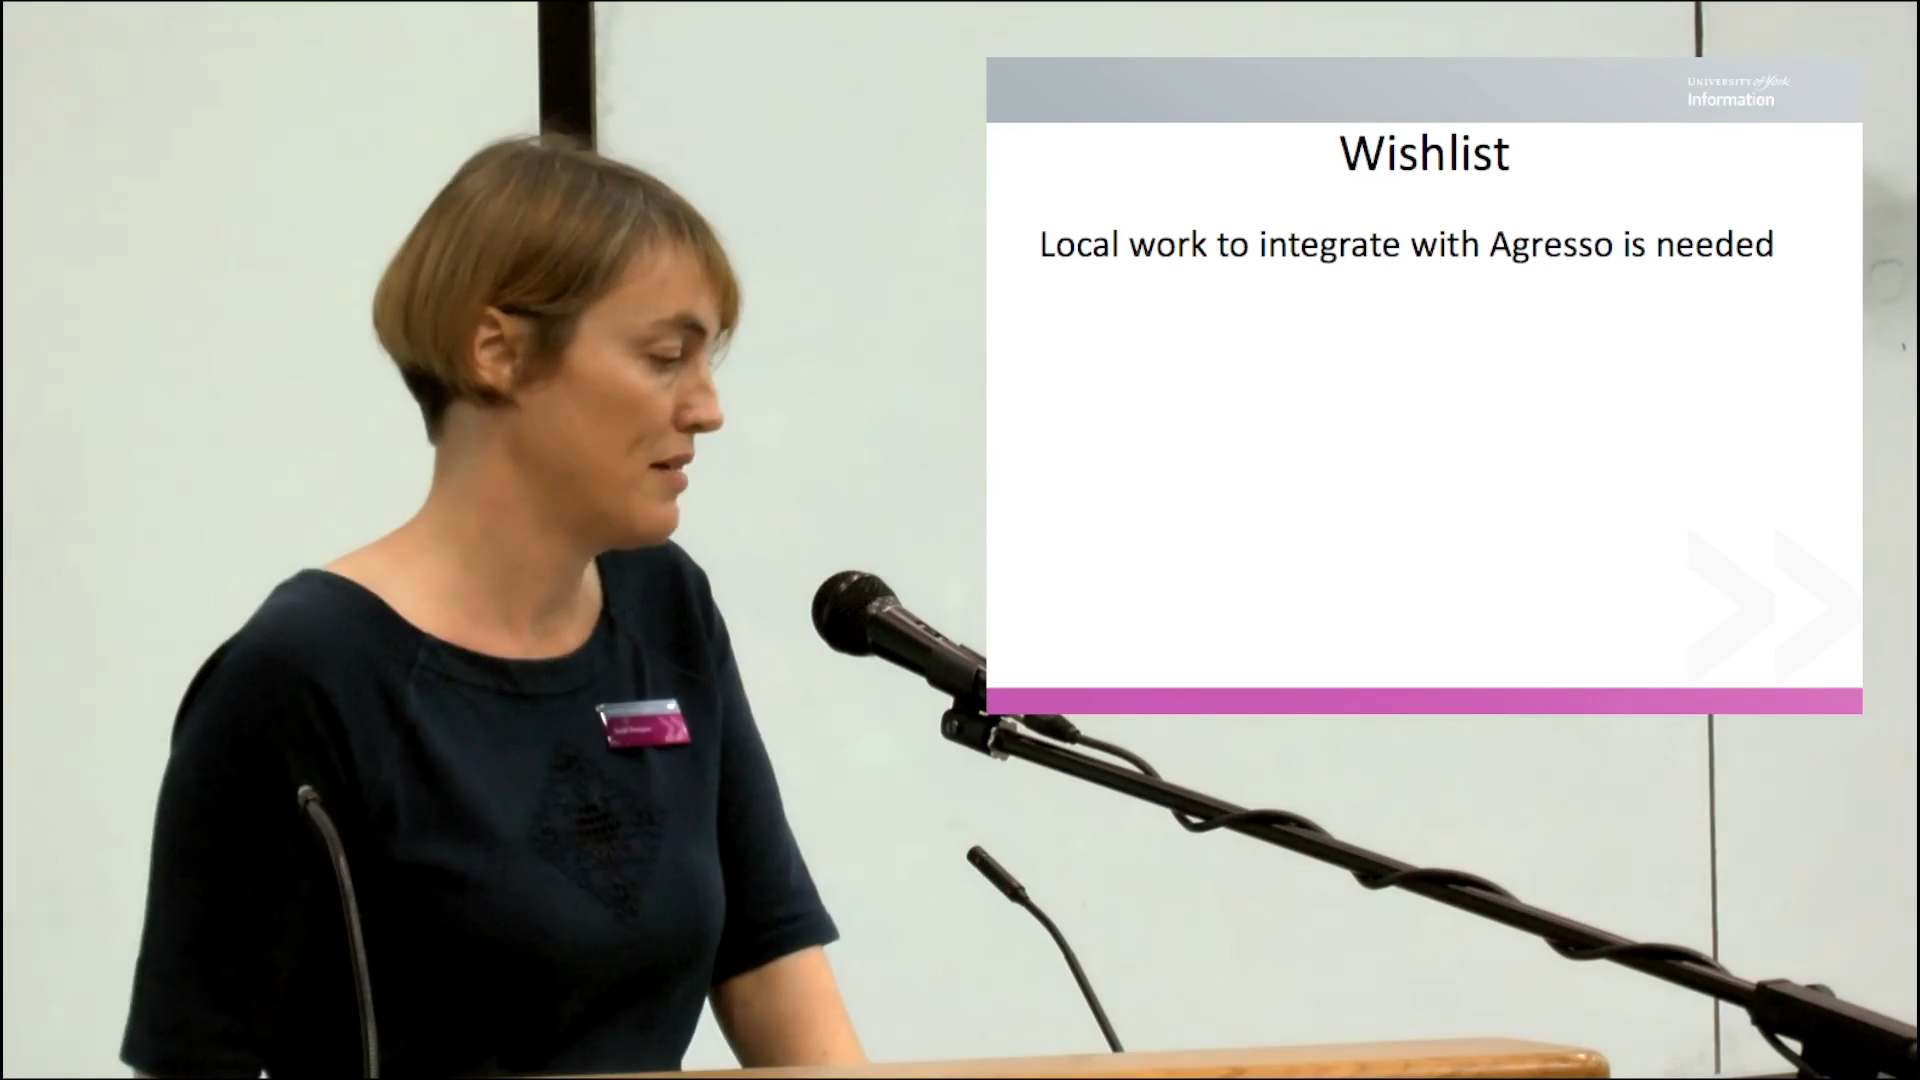 University of York
Information
Wishlist
Local work to integrate with Agresso is needed